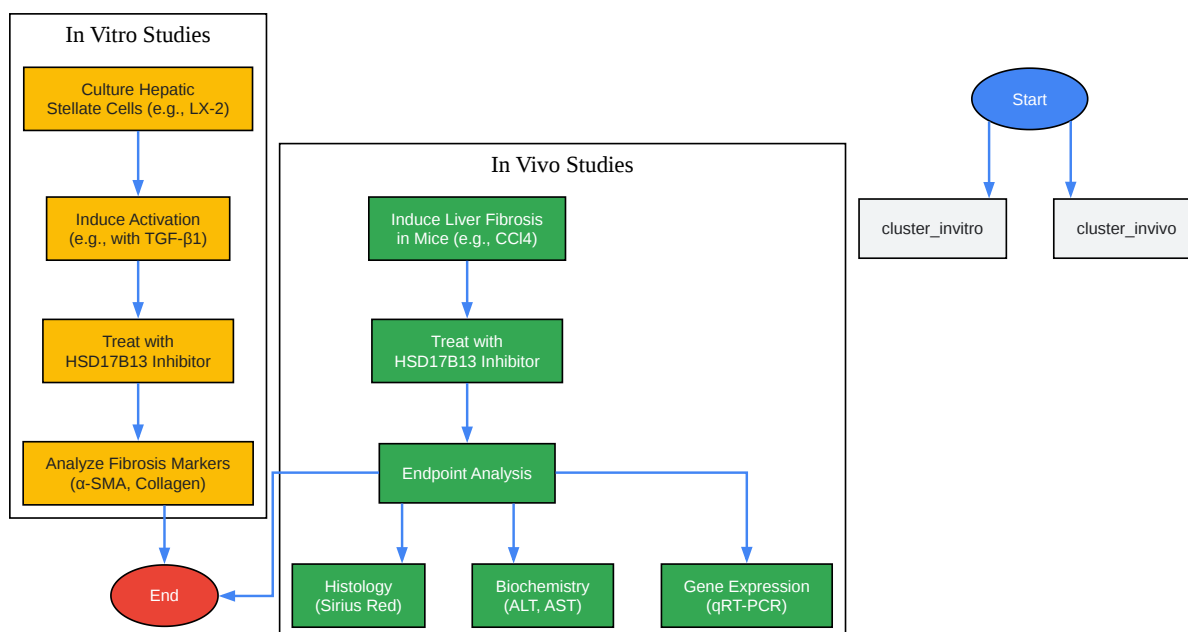 In Vitro Studies
Culture Hepatic
Stellate Cells (e.g., LX-2)
Induce Activation
(e.g., with TGF-β1)
Treat with
HSD17B13 Inhibitor
Analyze Fibrosis Markers
(α-SMA, Collagen)
End
In Vivo Studies
Induce Liver Fibrosis
in Mice (e.g., CCl4)
Treat with
HSD17B13 Inhibitor
Endpoint Analysis
Histology
(Sirius Red)
Biochemistry
(ALT, AST)
Gene Expression
(qRT-PCR)
Start
cluster_invitro
cluster_invivo